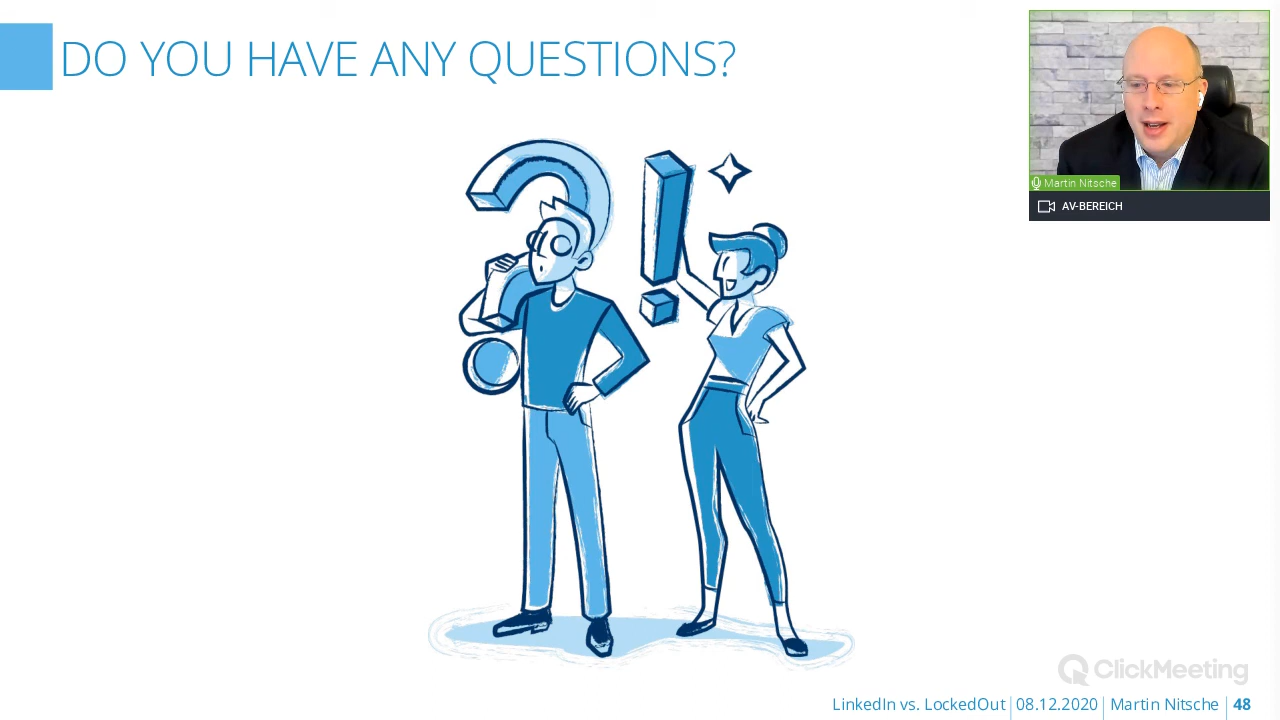 DO YOU HAVE ANY QUESTIONS?
Martin Nitsche
AV-BEREICH
ClickMeeting
LinkedIn vs. LockedOut | 08.12.2020 | Martin Nitsche | 48